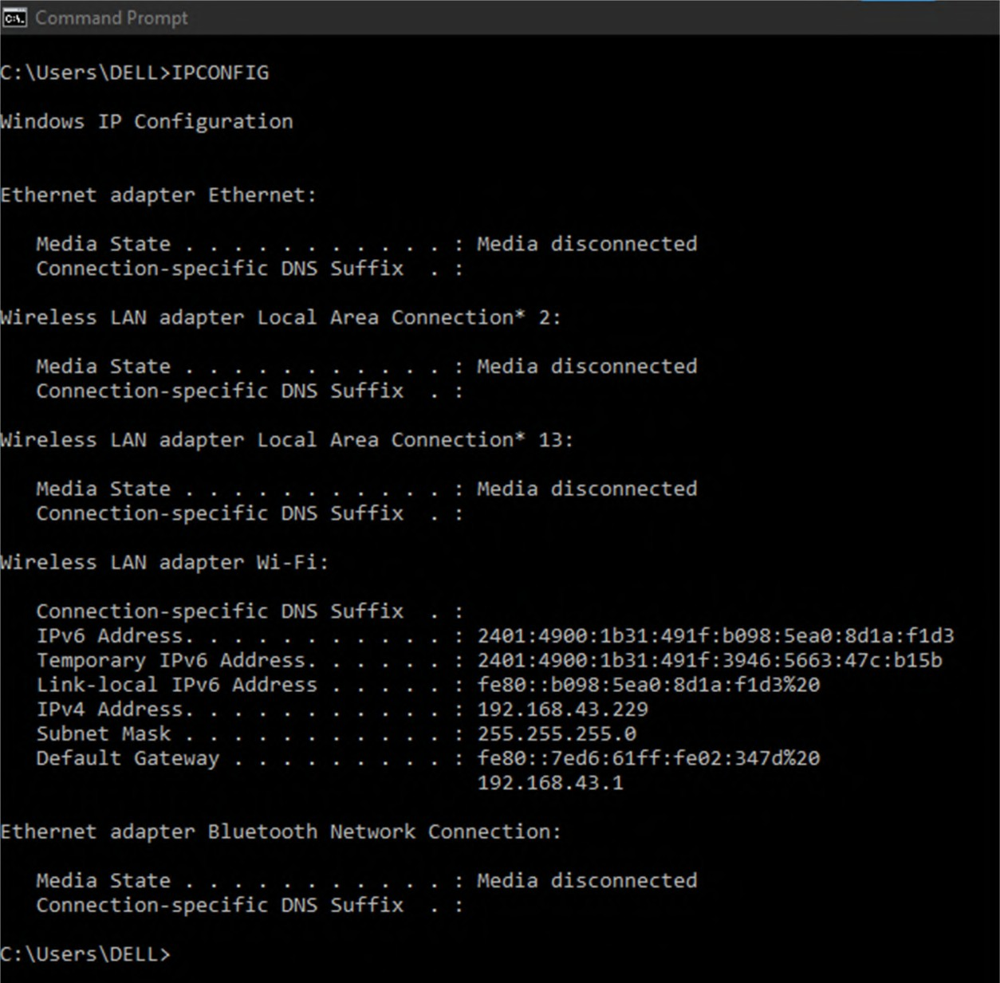 Command Prompt
C:\Users\DELL>IPCONFIG
Windows IP Configuration
Ethernet adapter Ethernet:
   Media State . . . . . . . . . . . : Media disconnected
   Connection-specific DNS Suffix  . :
Wireless LAN adapter Local Area Connection* 2:
   Media State . . . . . . . . . . . : Media disconnected
   Connection-specific DNS Suffix  . :
Wireless LAN adapter Local Area Connection* 13:
   Media State . . . . . . . . . . . : Media disconnected
   Connection-specific DNS Suffix  . :
Wireless LAN adapter Wi-Fi:
   Connection-specific DNS Suffix  . :
   IPv6 Address. . . . . . . . . . . : 2401:4900:1b31:491f:b098:5ea0:8d1a:f1d3
   Temporary IPv6 Address. . . . . . : 2401:4900:1b31:491f:3946:5663:47c:b15b
   Link-local IPv6 Address . . . . . : fe80::b098:5ea0:8d1a:f1d3%20
   IPv4 Address. . . . . . . . . . . : 192.168.43.229
   Subnet Mask . . . . . . . . . . . : 255.255.255.0
   Default Gateway . . . . . . . . . : fe80::7ed6:61ff:fe02:347d%20
                                       192.168.43.1
Ethernet adapter Bluetooth Network Connection:
   Media State . . . . . . . . . . . : Media disconnected
   Connection-specific DNS Suffix  . :
C:\Users\DELL>